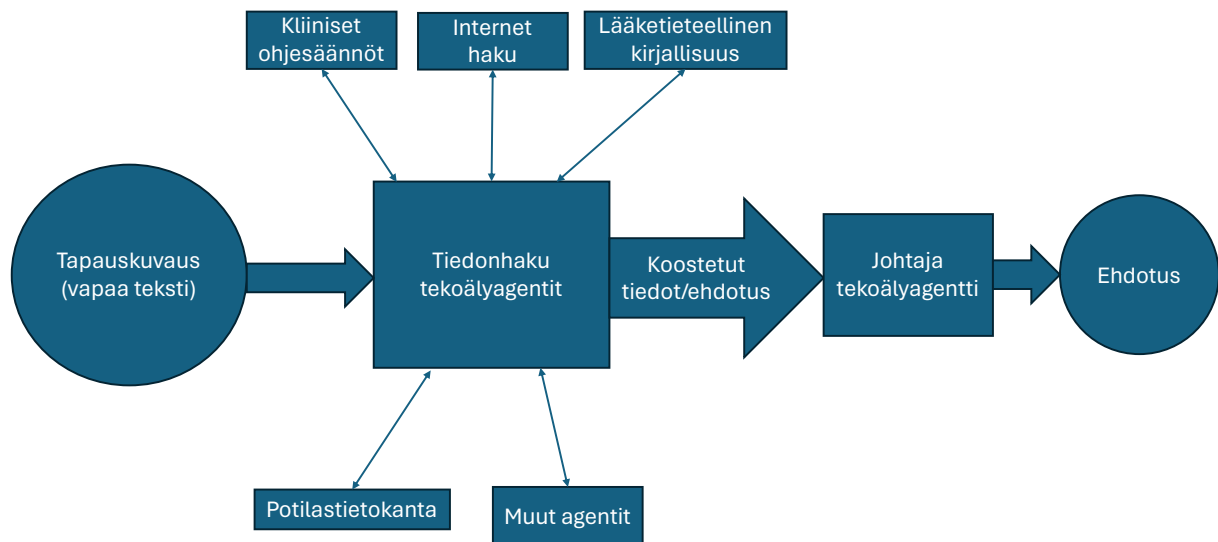 Kliiniset
ohjesäännöt
Internet
haku
Lääketieteellinen
kirjallisuus
Tapauskuvaus
(vapaa teksti)
Tiedonhaku
tekoälyagentit
Koostetut
tiedot/ehdotus
Johtaja
tekoälyagentti
Ehdotus
Potilastietokanta
Muut agentit